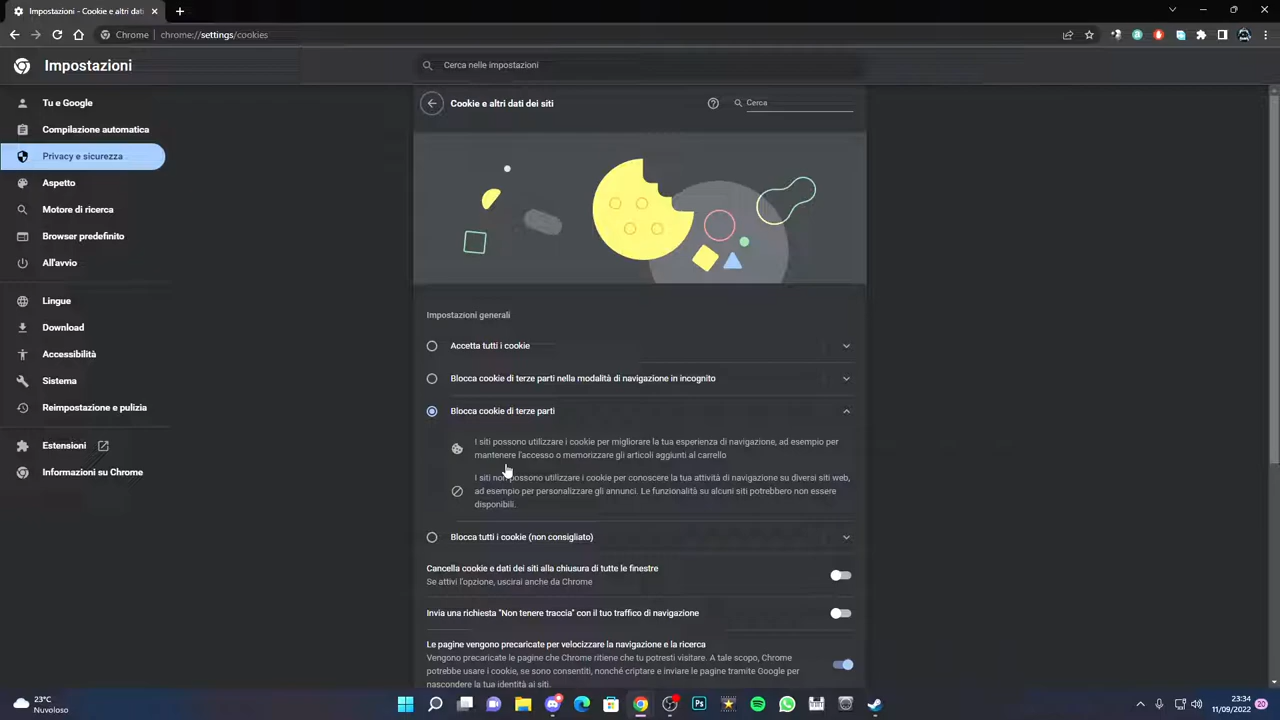 Impostazioni - Cookie e altri dati
Chrome | chrome://settings/cookies
Impostazioni
Cerca nelle impostazioni
Tu e Google
Compilazione automatica
Privacy e sicurezza
Aspetto
Motore di ricerca
Browser predefinito
All'avvio
Lingue
Download
Accessibilità
Sistema
Reimpostazione e pulizia
Estensioni
Informazioni su Chrome
Cookie e altri dati dei siti
Cerca
Impostazioni generali
Accetta tutti i cookie
Blocca cookie di terze parti nella modalità di navigazione in incognito
Blocca cookie di terze parti
I siti possono utilizzare i cookie per migliorare la tua esperienza di navigazione, ad esempio per
mantenere l'accesso o memorizzare gli articoli aggiunti al carrello
I siti non possono utilizzare i cookie per conoscere la tua attività di navigazione su diversi siti web,
ad esempio per personalizzare gli annunci. Le funzionalità su alcuni siti potrebbero non essere
disponibili.
Blocca tutti i cookie (non consigliato)
Cancella cookie e dati dei siti alla chiusura di tutte le finestre
Se attivi l'opzione, uscirai anche da Chrome
Invia una richiesta "Non tenere traccia" con il tuo traffico di navigazione
Le pagine vengono precaricate per velocizzare la navigazione e la ricerca
Vengono precaricate le pagine che Chrome ritiene che tu potresti visitare. A tale scopo, Chrome
potrebbe usare i cookie, se sono consentiti, nonché criptare e inviare le pagine tramite Google per
nascondere la tua identità ai siti.
23°C
Nuvoloso
Ps
23:34
11/09/2022
20